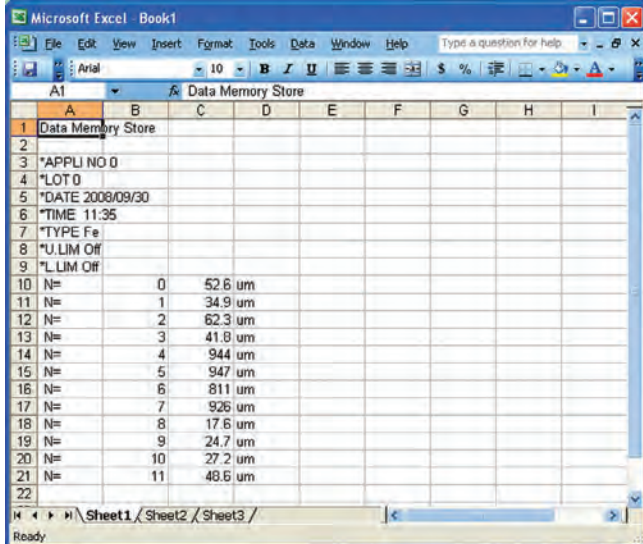 Microsoft Excel - Book1
File Edit View Insert Format Tools Data Window Help Type a question for help
Arial 10 B I U $ %
A1 fx Data Memory Store
A B C D E F G H I
1 Data Memory Store
2
3 *APPLI NO 0
4 *LOT 0
5 *DATE 2008/09/30
6 *TIME 11:35
7 *TYPE Fe
8 *U.LIM Off
9 *L.LIM Off
10 N= 0 52.6 um
11 N= 1 34.9 um
12 N= 2 62.3 um
13 N= 3 41.8 um
14 N= 4 944 um
15 N= 5 947 um
16 N= 6 811 um
17 N= 7 926 um
18 N= 8 17.6 um
19 N= 9 24.7 um
20 N= 10 27.2 um
21 N= 11 48.6 um
22
Sheet1 / Sheet2 / Sheet3 /
Ready